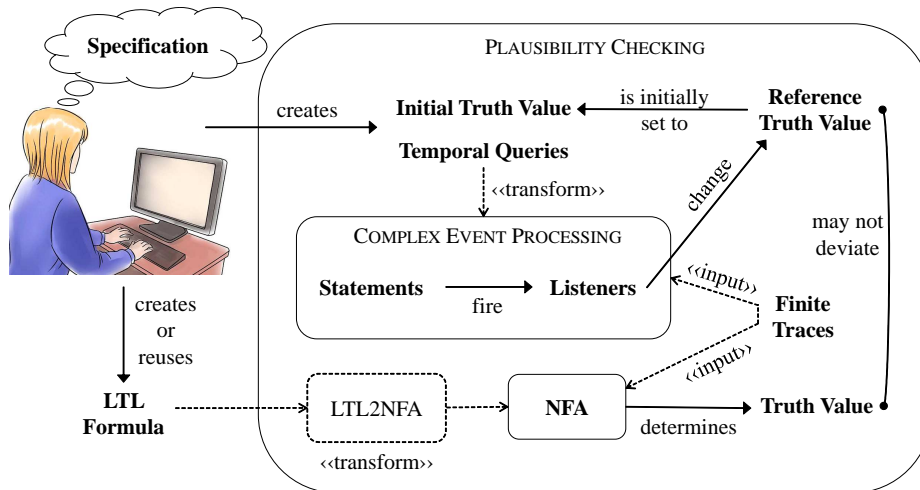 Specification
PLAUSIBILITY CHECKING
creates
Initial Truth Value
is initially
set to
Reference
Truth Value
Temporal Queries
‹‹transform››
change
may not
deviate
COMPLEX EVENT PROCESSING
Statements
fire
Listeners
‹‹input››
Finite
Traces
‹‹input››
creates
or
reuses
LTL
Formula
LTL2NFA
‹‹transform››
NFA
determines
Truth Value